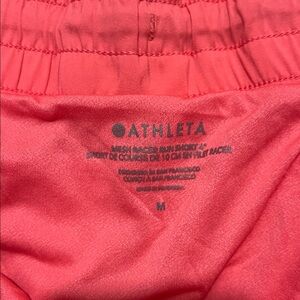 ATHLETA
MESH RACER RUN SHORT 4"
SHORT DE COURSE DE 10 CM EN FILET RACER
DESIGNED IN SAN FRANCISCO
CONÇU A SAN FRANCISCO
M